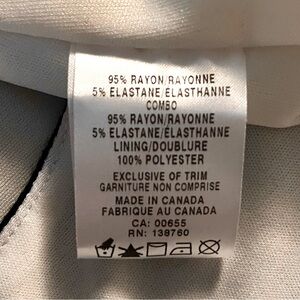 95% RAYON/RAYONNE
5% ELASTANE/ELASTHANNE
COMBO
95% RAYON/RAYONNE
5% ELASTANE/ELASTHANNE
LINING/DOUBLURE
100% POLYESTER
EXCLUSIVE OF TRIM
GARNITURE NON COMPRISE
MADE IN CANADA
FABRIQUE AU CANADA
CA: 00655
RN: 138760